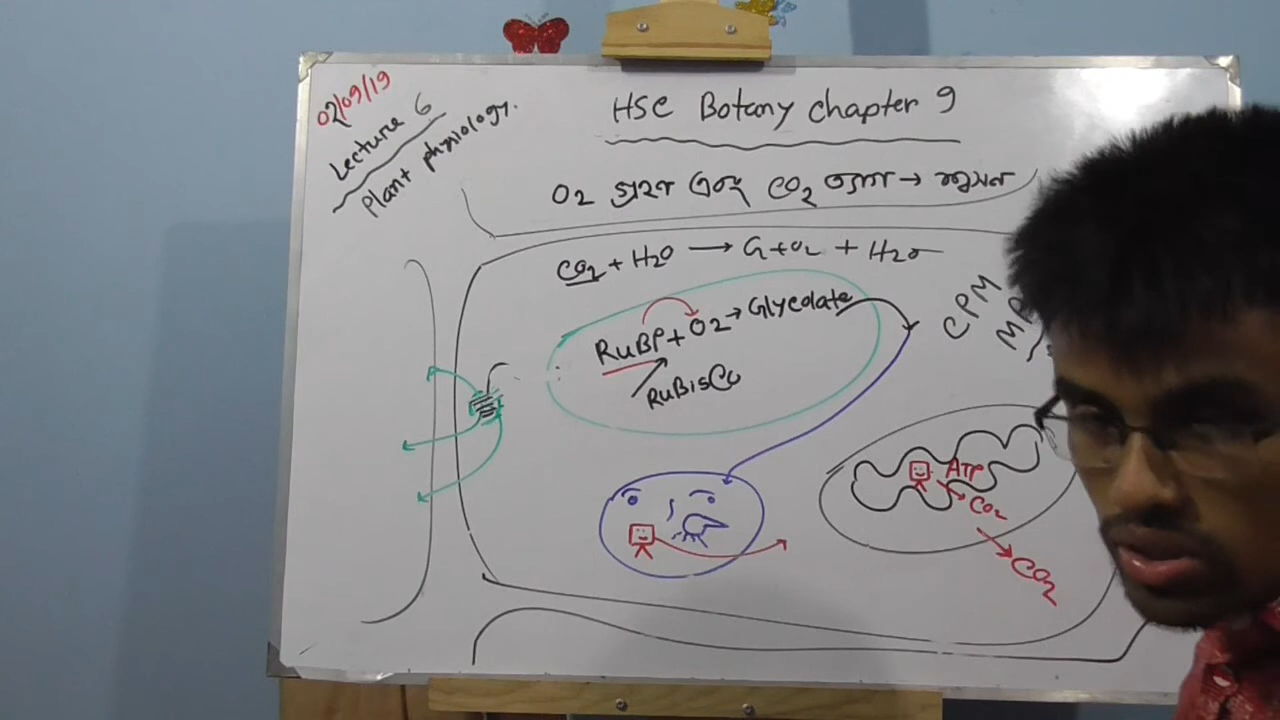 02/09/19
Lecture 6
Plant physiology.
HSC Botany chapter 9
O2 গ্রহন এবং CO2 ত্যাগ → শ্বসন
CO2 + H2O → G + O2 + H2O
RuBP + O2 → Glycolate
RuBisCo
CPM
ATP
CO2
CO2